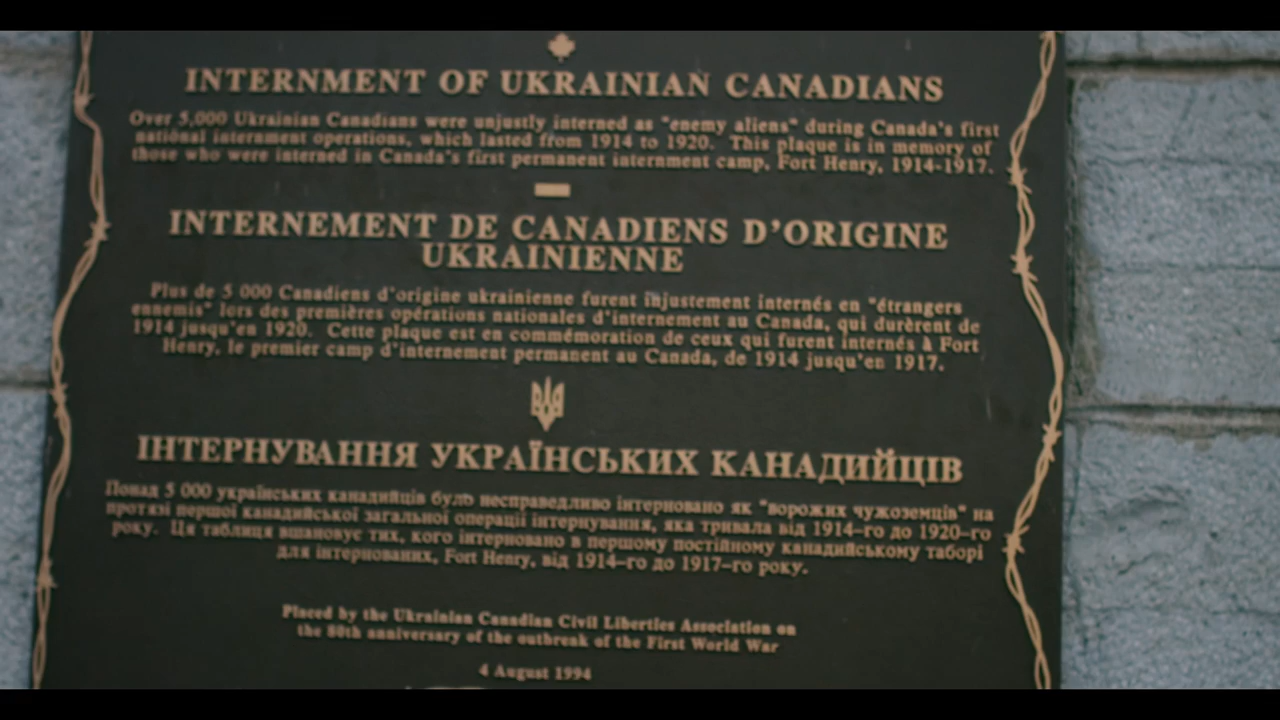 INTERNMENT OF UKRAINIAN CANADIANS
Over 5,000 Ukrainian Canadians were unjustly interned as "enemy aliens" during Canada's first
national internment operations, which lasted from 1914 to 1920. This plaque is in memory of
those who were interned in Canada's first permanent internment camp, Fort Henry, 1914-1917.
INTERNEMENT DE CANADIENS D'ORIGINE
UKRAINIENNE
Plus de 5 000 Canadiens d'origine ukrainienne furent injustement internés en "étrangers
ennemis" lors des premières opérations nationales d'internement au Canada, qui durèrent de
1914 jusqu'en 1920. Cette plaque est en commémoration de ceux qui furent internés à Fort
Henry, le premier camp d'internement permanent au Canada, de 1914 jusqu'en 1917.
ІНТЕРНУВАННЯ УКРАЇНСЬКИХ КАНАДИЙЦІВ
Понад 5 000 українських канадийців було несправедливо інтерновано як "ворожих чужоземців" на
протязі першої канадийської загальної операції інтернування, яка тривала від 1914–го до 1920–го
року. Ця таблиця вшановує тих, кого інтерновано в першому постійному канадийському таборі
для інтернованих, Fort Henry, від 1914–го до 1917–го року.
Placed by the Ukrainian Canadian Civil Liberties Association on
the 80th anniversary of the outbreak of the First World War
4 August 1994